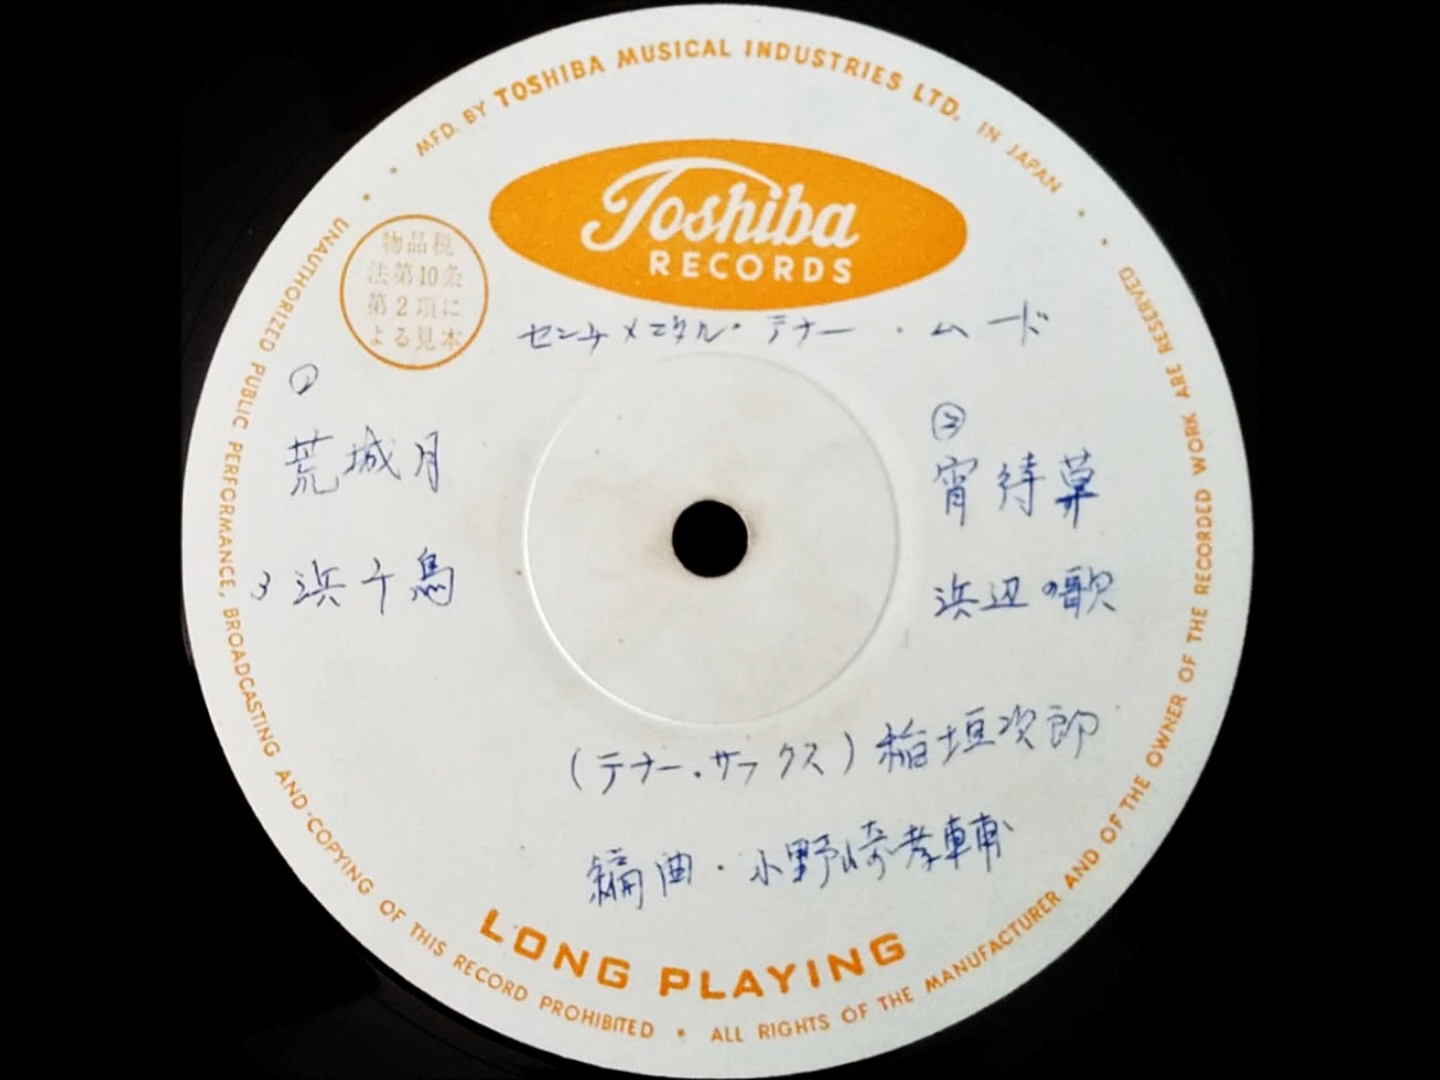 MFD. BY TOSHIBA MUSICAL INDUSTRIES LTD. IN JAPAN
Toshiba
RECORDS
物品税
法第10条
第2項に
よる見本
センチメンタル・テナー・ムード
①
荒城月
3 浜千鳥
②
宵待草
浜辺の歌
(テナー・サックス) 稲垣次郎
編曲・小野崎孝輔
LONG PLAYING
UNAUTHORIZED PUBLIC PERFORMANCE, BROADCASTING AND COPYING OF THIS RECORD PROHIBITED • ALL RIGHTS OF THE MANUFACTURER AND OF THE OWNER OF THE RECORDED WORK ARE RESERVED